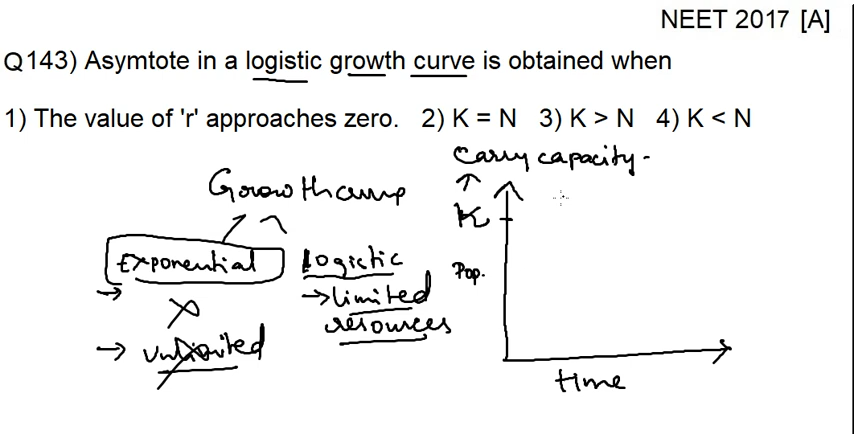 NEET 2017 [A]
Q143) Asymtote in a logistic growth curve is obtained when
1) The value of 'r' approaches zero. 2) K = N 3) K > N 4) K < N
Carry capacity -
Growth curve
K
Exponential
logistic
Pop.
→ limited
resources
→ unlimited
time